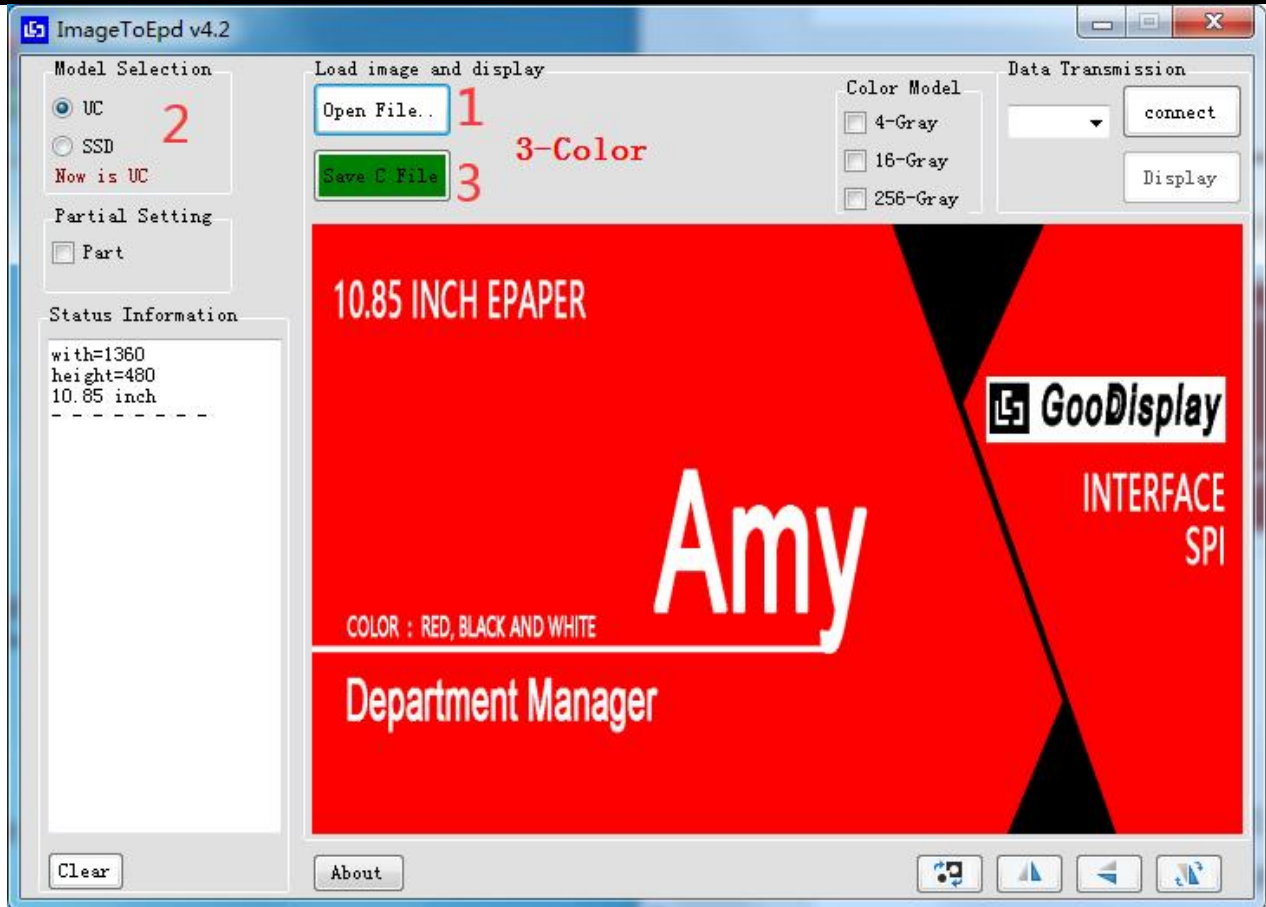 ImageToEpd v4.2
Model Selection
UC
2
SSD
Now is UC
Partial Setting
Part
Status Information
with=1360
height=480
10.85 inch
- - - - - - - -
Clear
Load image and display
Open File..
1
3-Color
Save C File
3
Color Model
4-Gray
16-Gray
256-Gray
Data Transmission
connect
Display
10.85 INCH EPAPER
GooDisplay
INTERFACE
SPI
Amy
COLOR : RED, BLACK AND WHITE
Department Manager
About